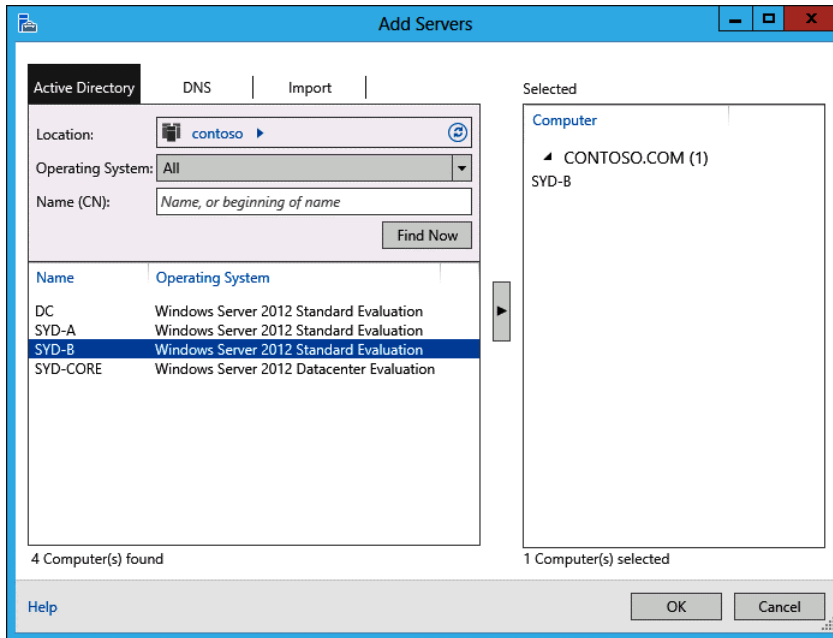 Add Servers
Active Directory
DNS
Import
Location:
contoso
Operating System:
All
Name (CN):
Name, or beginning of name
Find Now
Name Operating System
DC Windows Server 2012 Standard Evaluation
SYD-A Windows Server 2012 Standard Evaluation
SYD-B Windows Server 2012 Standard Evaluation
SYD-CORE Windows Server 2012 Datacenter Evaluation
4 Computer(s) found
Selected
Computer
CONTOSO.COM (1)
SYD-B
1 Computer(s) selected
Help
OK
Cancel